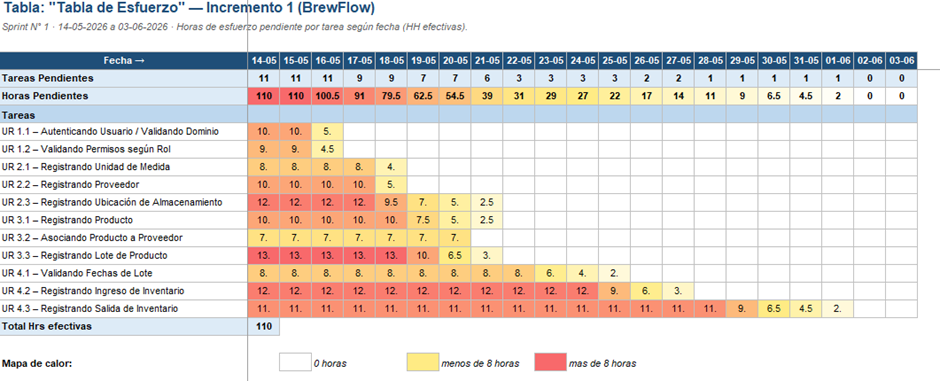 Tabla: "Tabla de Esfuerzo" — Incremento 1 (BrewFlow)
Sprint N° 1 · 14-05-2026 a 03-06-2026 · Horas de esfuerzo pendiente por tarea según fecha (HH efectivas).
Fecha → 14-05 15-05 16-05 17-05 18-05 19-05 20-05 21-05 22-05 23-05 24-05 25-05 26-05 27-05 28-05 29-05 30-05 31-05 01-06 02-06 03-06
Tareas Pendientes 11 11 11 9 9 7 7 6 3 3 3 3 2 2 1 1 1 1 1 0 0
Horas Pendientes 110 110 100.5 91 79.5 62.5 54.5 39 31 29 27 22 17 14 11 9 6.5 4.5 2 0 0
Tareas
UR 1.1 – Autenticando Usuario / Validando Dominio 10. 10. 5.
UR 1.2 – Validando Permisos según Rol 9. 9. 4.5
UR 2.1 – Registrando Unidad de Medida 8. 8. 8. 8. 4.
UR 2.2 – Registrando Proveedor 10. 10. 10. 10. 5.
UR 2.3 – Registrando Ubicación de Almacenamiento 12. 12. 12. 12. 9.5 7. 5. 2.5
UR 3.1 – Registrando Producto 10. 10. 10. 10. 10. 7.5 5. 2.5
UR 3.2 – Asociando Producto a Proveedor 7. 7. 7. 7. 7. 7. 7.
UR 3.3 – Registrando Lote de Producto 13. 13. 13. 13. 13. 10. 6.5 3.
UR 4.1 – Validando Fechas de Lote 8. 8. 8. 8. 8. 8. 8. 8. 8. 6. 4. 2.
UR 4.2 – Registrando Ingreso de Inventario 12. 12. 12. 12. 12. 12. 12. 12. 12. 12. 12. 9. 6. 3.
UR 4.3 – Registrando Salida de Inventario 11. 11. 11. 11. 11. 11. 11. 11. 11. 11. 11. 11. 11. 11. 11. 9. 6.5 4.5 2.
Total Hrs efectivas 110
Mapa de calor: 0 horas menos de 8 horas mas de 8 horas